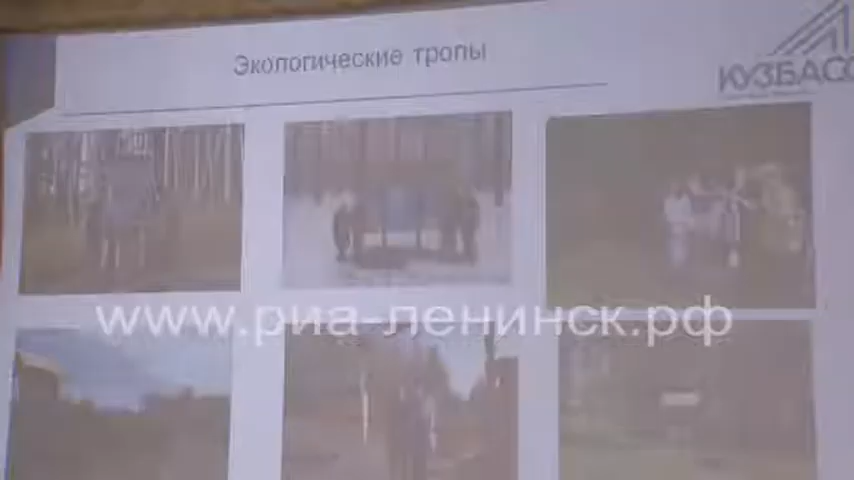 Экологические тропы
КУЗБАСС
www.риа-ленинск.рф